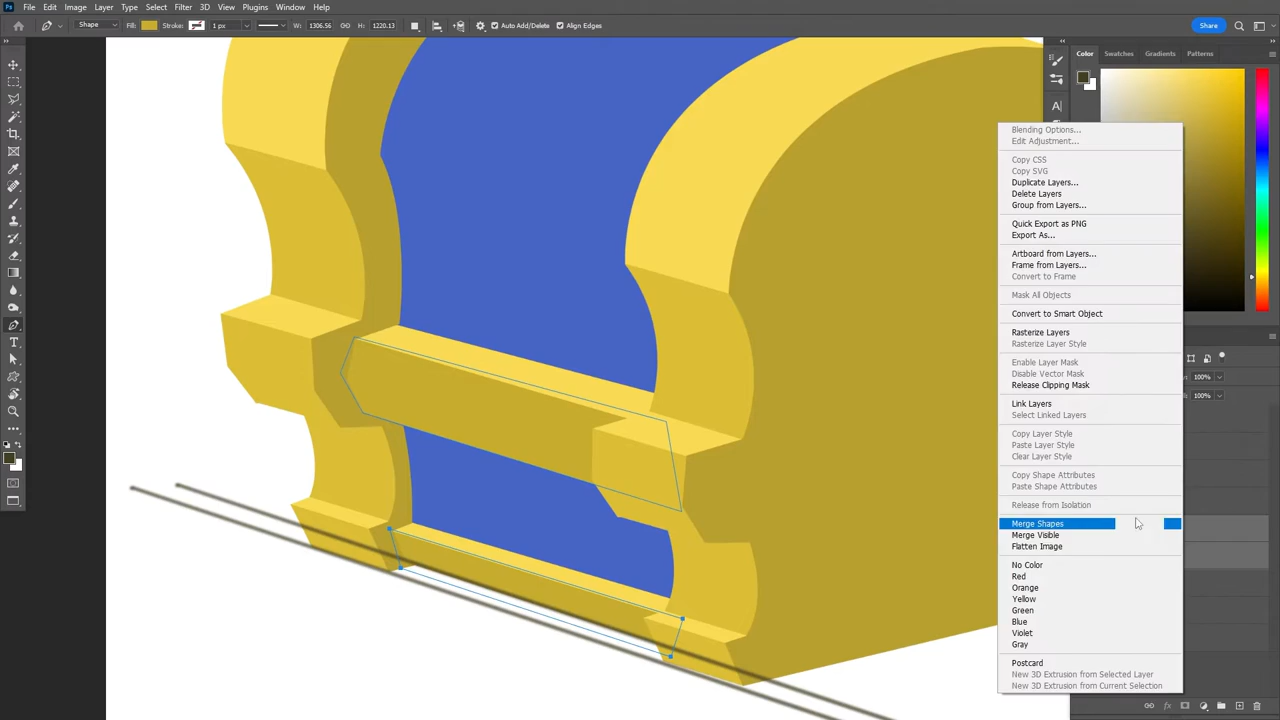 Ps File Edit Image Layer Type Select Filter 3D View Plugins Window Help
Shape Fill: Stroke: 1 px W: 1306.56 H: 1220.13 Auto Add/Delete Align Edges Share
Color Swatches Gradients Patterns
A|
Blending Options...
Edit Adjustment...
Copy CSS
Copy SVG
Duplicate Layers...
Delete Layers
Group from Layers...
Quick Export as PNG
Export As...
Artboard from Layers...
Frame from Layers...
Convert to Frame
Mask All Objects
Convert to Smart Object
Rasterize Layers
Rasterize Layer Style
Enable Layer Mask
Disable Vector Mask
Release Clipping Mask
Link Layers
Select Linked Layers
Copy Layer Style
Paste Layer Style
Clear Layer Style
Copy Shape Attributes
Paste Shape Attributes
Release from Isolation
Merge Shapes
Merge Visible
Flatten Image
No Color
Red
Orange
Yellow
Green
Blue
Violet
Gray
Postcard
New 3D Extrusion from Selected Layer
New 3D Extrusion from Current Selection
100%
100%